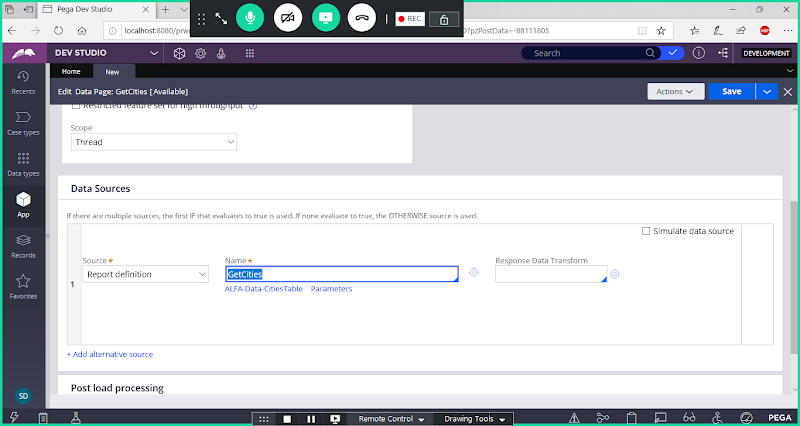 Pega Dev Studio
localhost:8080/prw
0?pzPostData=-88111805
REC
DEV STUDIO
Search
DEVELOPMENT
Home
New
Recents
Edit Data Page: GetCities [Available]
Actions
Save
Restricted feature set for high throughput
Case types
Scope
Thread
Data types
App
Data Sources
If there are multiple sources, the first IF that evaluates to true is used. If none evaluate to true, the OTHERWISE source is used.
Simulate data source
Records
Source★
Name★
Response Data Transform
1
Report definition
GetCities
ALFA-Data-CitiesTable
Parameters
Favorites
+ Add alternative source
Post load processing
SD
Remote Control
Drawing Tools
PEGA